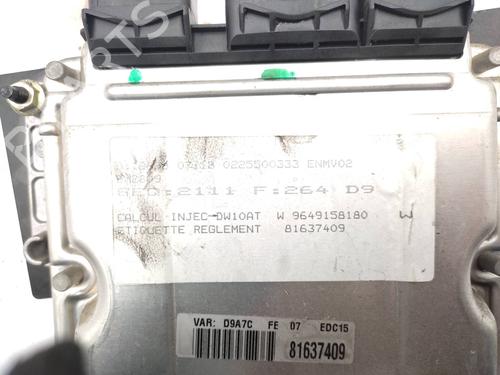 0225500333 ENMV02
:2111 F:264 D9
CALCUL INJEC-DW10AT W 9649158180 W
ETIQUETTE REGLEMENT 81637409
VAR: D9A7C FE 07 EDC15
81637409